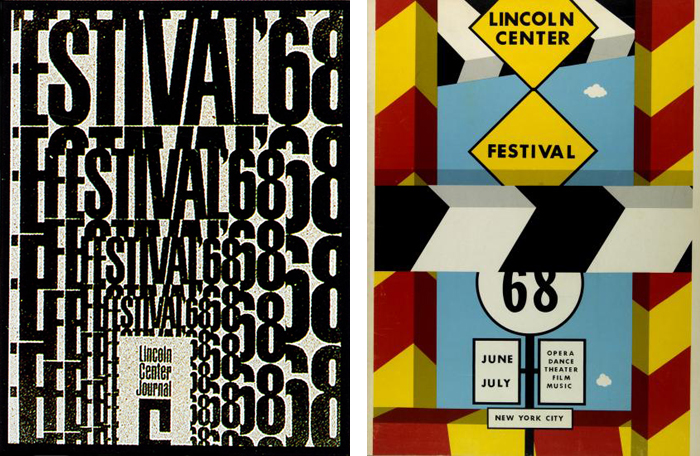 FESTIVAL'68
FESTIVAL'68
FESTIVAL'68
FESTIVAL'68
Lincoln
Center
Journal
LINCOLN
CENTER
FESTIVAL
68
JUNE
JULY
OPERA
DANCE
THEATER
FILM
MUSIC
NEW YORK CITY